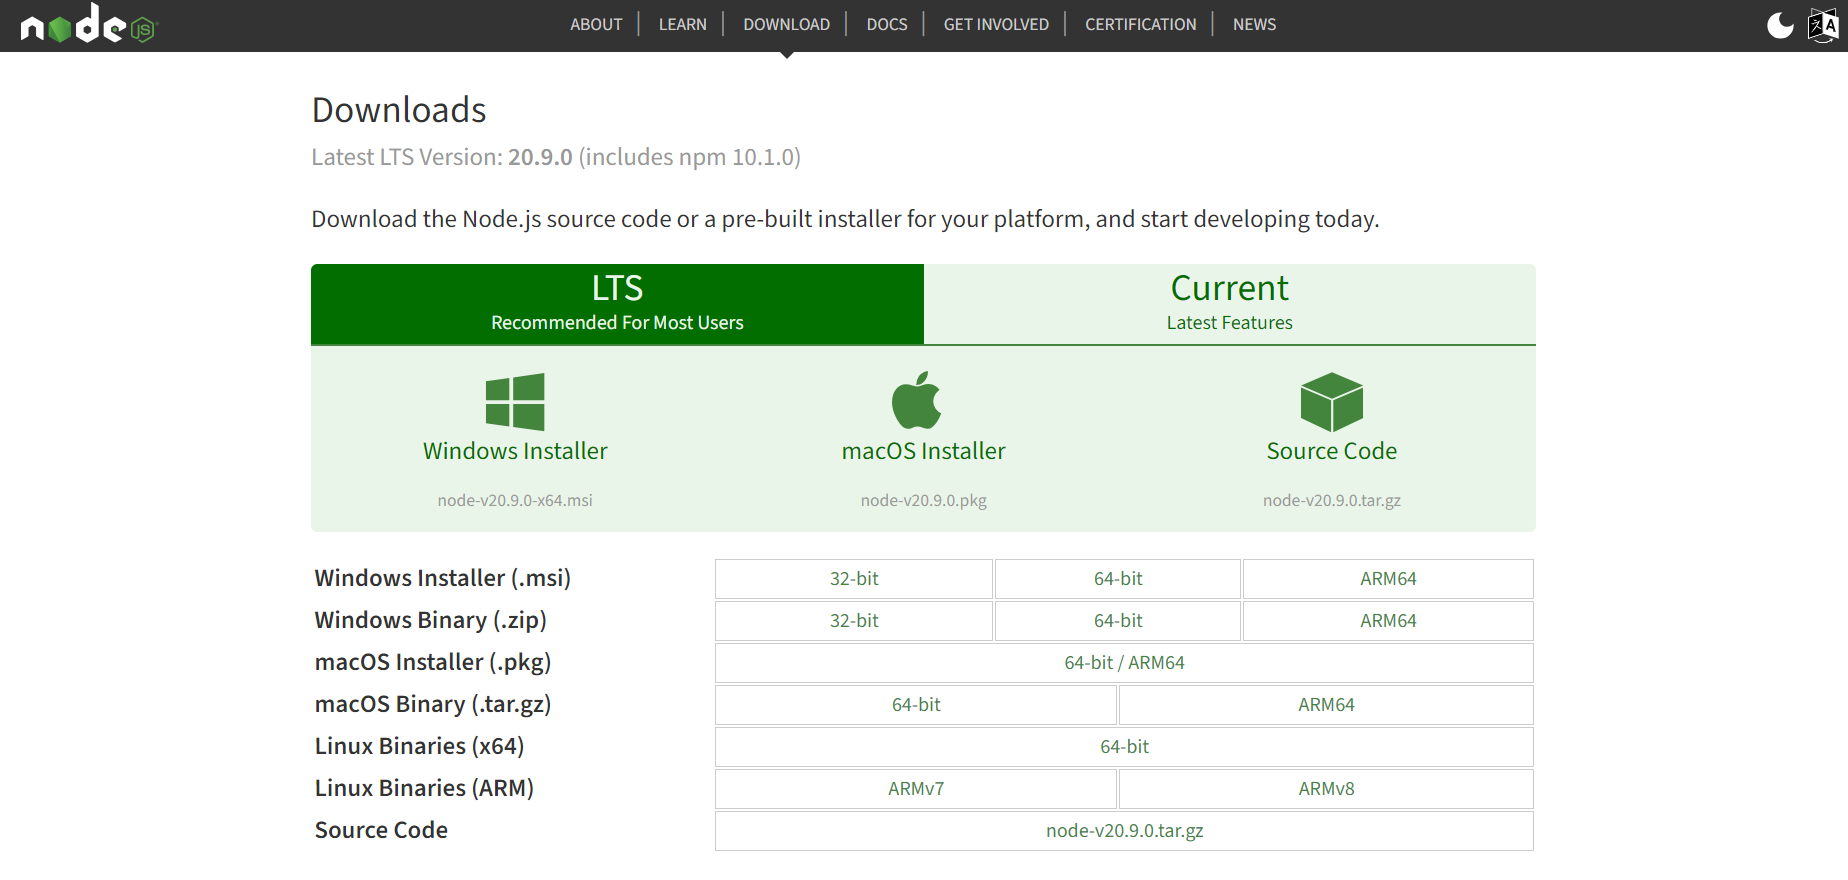 node JS
ABOUT | LEARN | DOWNLOAD | DOCS | GET INVOLVED | CERTIFICATION | NEWS
Downloads
Latest LTS Version: 20.9.0 (includes npm 10.1.0)
Download the Node.js source code or a pre-built installer for your platform, and start developing today.
LTS
Recommended For Most Users
Current
Latest Features
Windows Installer
node-v20.9.0-x64.msi
macOS Installer
node-v20.9.0.pkg
Source Code
node-v20.9.0.tar.gz
Windows Installer (.msi) 32-bit 64-bit ARM64
Windows Binary (.zip) 32-bit 64-bit ARM64
macOS Installer (.pkg) 64-bit / ARM64
macOS Binary (.tar.gz) 64-bit ARM64
Linux Binaries (x64) 64-bit
Linux Binaries (ARM) ARMv7 ARMv8
Source Code node-v20.9.0.tar.gz